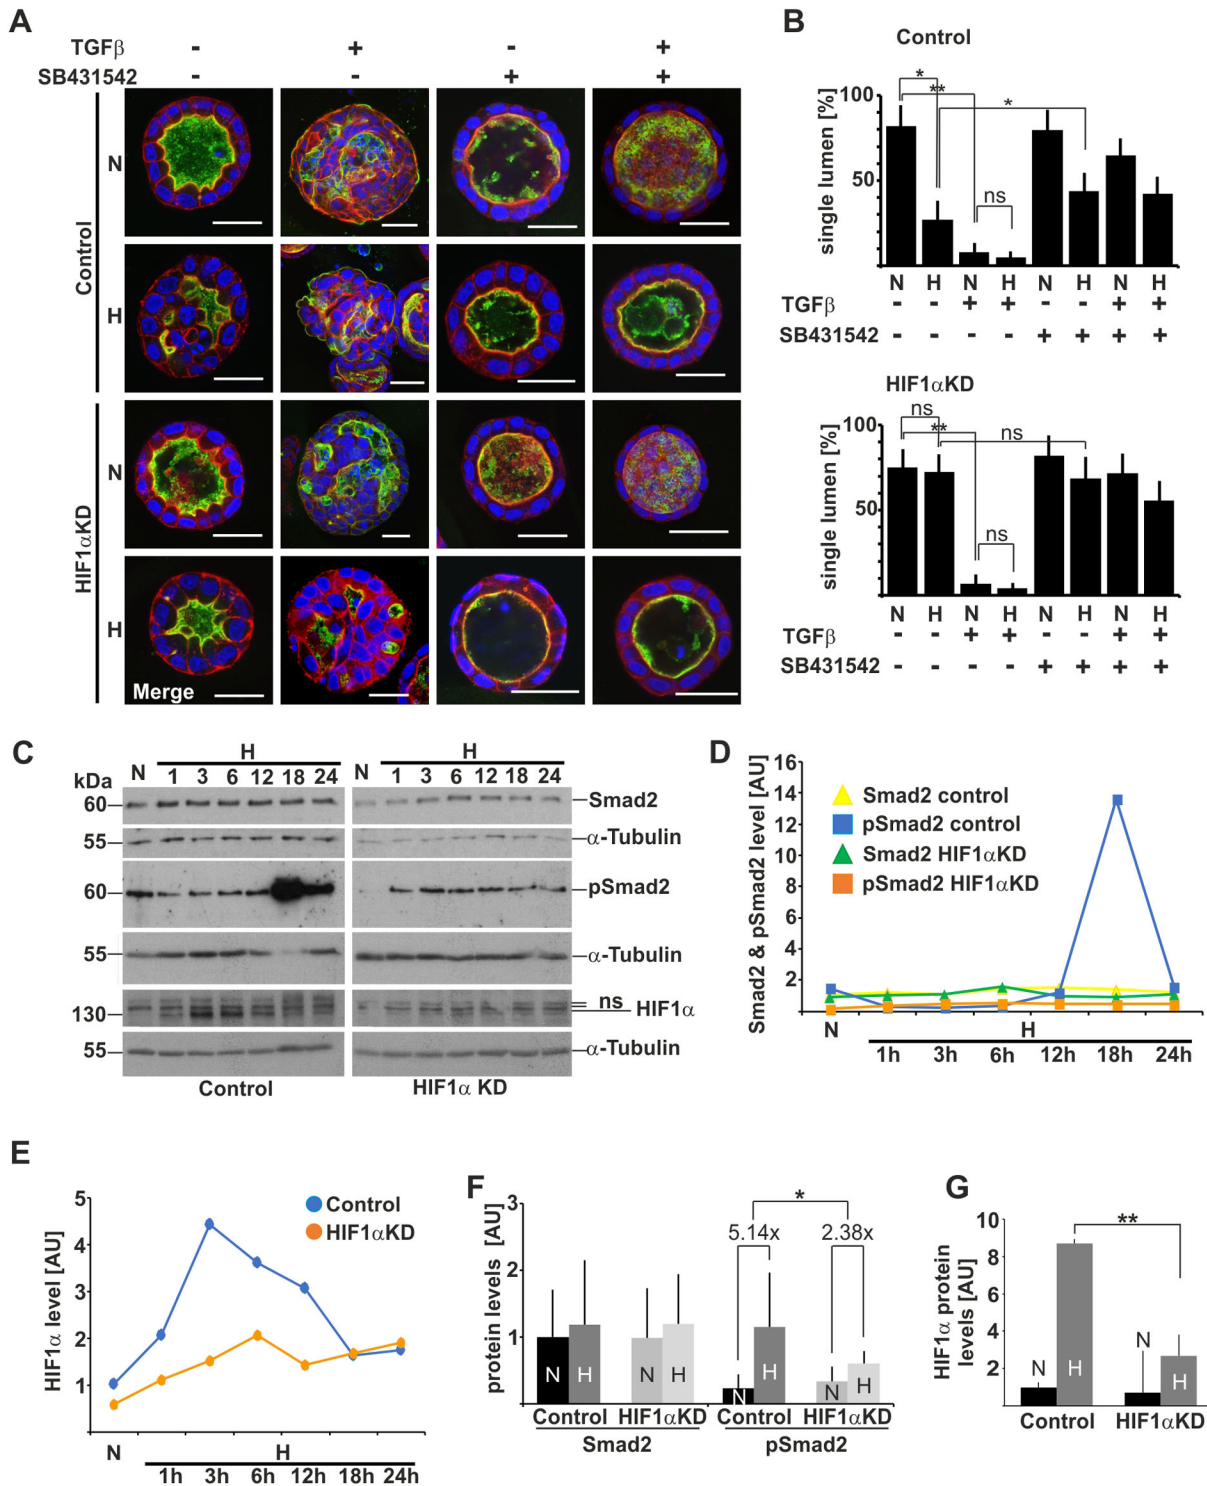 A
TGFβ - + - +
SB431542 - - + +
Control
N
H
HIF1αKD
N
H
Merge
B
Control
single lumen [%]
100
50
* ** * ns
N H N H N H N H
TGFβ - - + + - - + +
SB431542 - - - - + + + +
HIF1αKD
single lumen [%]
100
50
ns ** ns ns
N H N H N H N H
TGFβ - - + + - - + +
SB431542 - - - - + + + +
C
H H
kDa N 1 3 6 12 18 24 N 1 3 6 12 18 24
60 Smad2
55 α-Tubulin
60 pSmad2
55 α-Tubulin
130 ns HIF1α
55 α-Tubulin
Control HIF1α KD
D
Smad2 & pSmad2 level [AU]
16
14
12
10
8
6
4
2
Smad2 control
pSmad2 control
Smad2 HIF1αKD
pSmad2 HIF1αKD
N H
1h 3h 6h 12h 18h 24h
E
HIF1α level [AU]
5
4
3
2
1
Control
HIF1αKD
N H
1h 3h 6h 12h 18h 24h
F
protein levels [AU]
3
2
1
*
5.14x 2.38x
N H N H N H N H
Control HIF1αKD Control HIF1αKD
Smad2 pSmad2
G
HIF1α protein
levels [AU]
10
8
6
4
2
**
N H N H
Control HIF1αKD